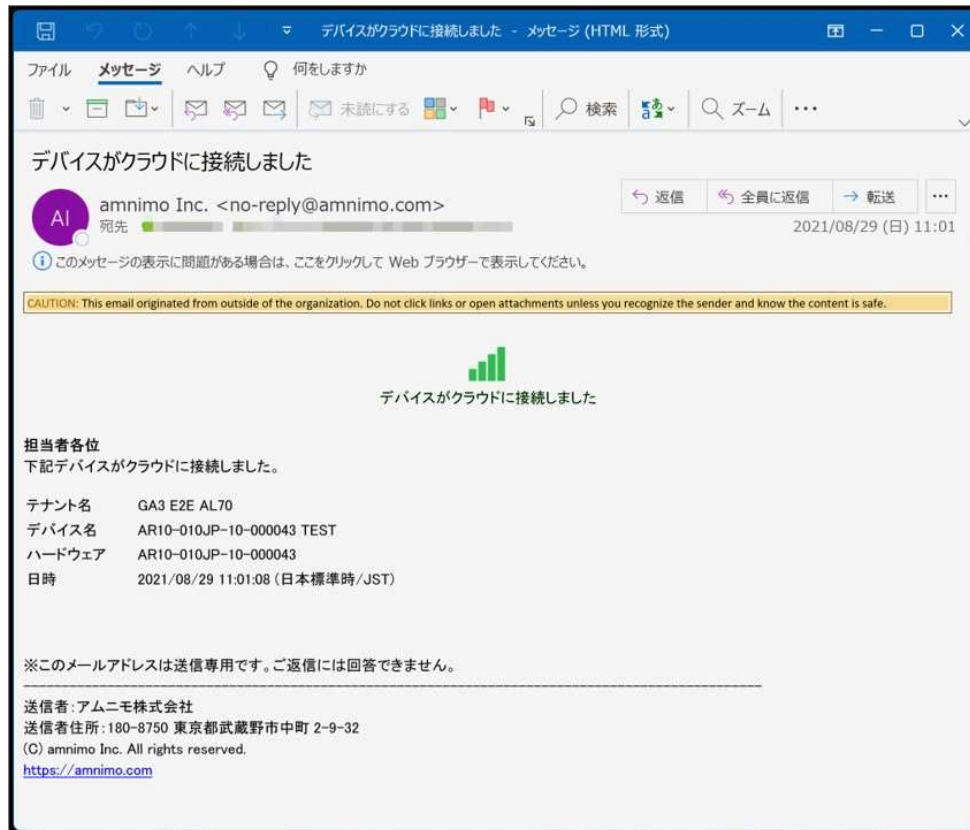 デバイスがクラウドに接続しました - メッセージ (HTML 形式)
ファイル メッセージ ヘルプ 何をしますか
未読にする 検索 あ ズーム ...
デバイスがクラウドに接続しました
AI
amnimo Inc. <no-reply@amnimo.com>
宛先
返信 全員に返信 転送 ...
2021/08/29 (日) 11:01
このメッセージの表示に問題がある場合は、ここをクリックして Web ブラウザーで表示してください。
CAUTION: This email originated from outside of the organization. Do not click links or open attachments unless you recognize the sender and know the content is safe.
デバイスがクラウドに接続しました
担当者各位
下記デバイスがクラウドに接続しました。
テナント名 GA3 E2E AL70
デバイス名 AR10-010JP-10-000043 TEST
ハードウェア AR10-010JP-10-000043
日時 2021/08/29 11:01:08 (日本標準時/JST)
※このメールアドレスは送信専用です。ご返信には回答できません。
送信者:アムニモ株式会社
送信者住所:180-8750 東京都武蔵野市中町 2-9-32
(C) amnimo Inc. All rights reserved.
https://amnimo.com